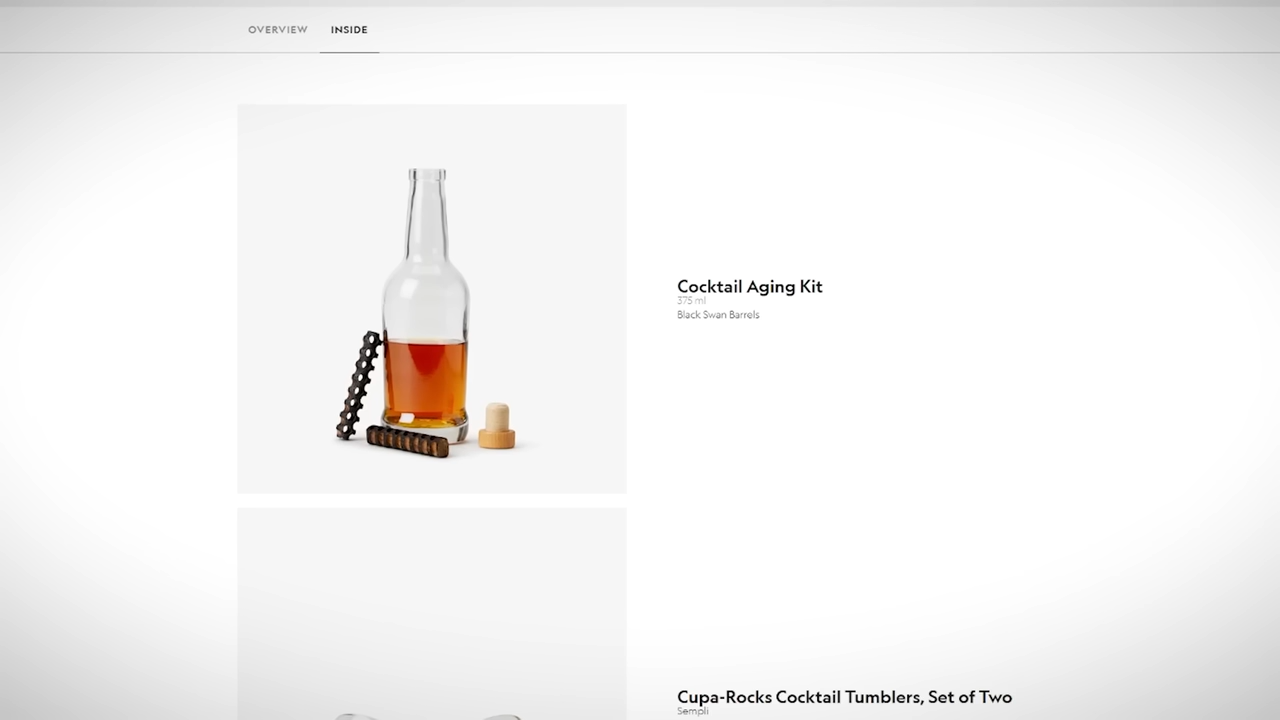 OVERVIEW
INSIDE
Cocktail Aging Kit
375 ml
Black Swan Barrels
Cupa-Rocks Cocktail Tumblers, Set of Two
Sempli